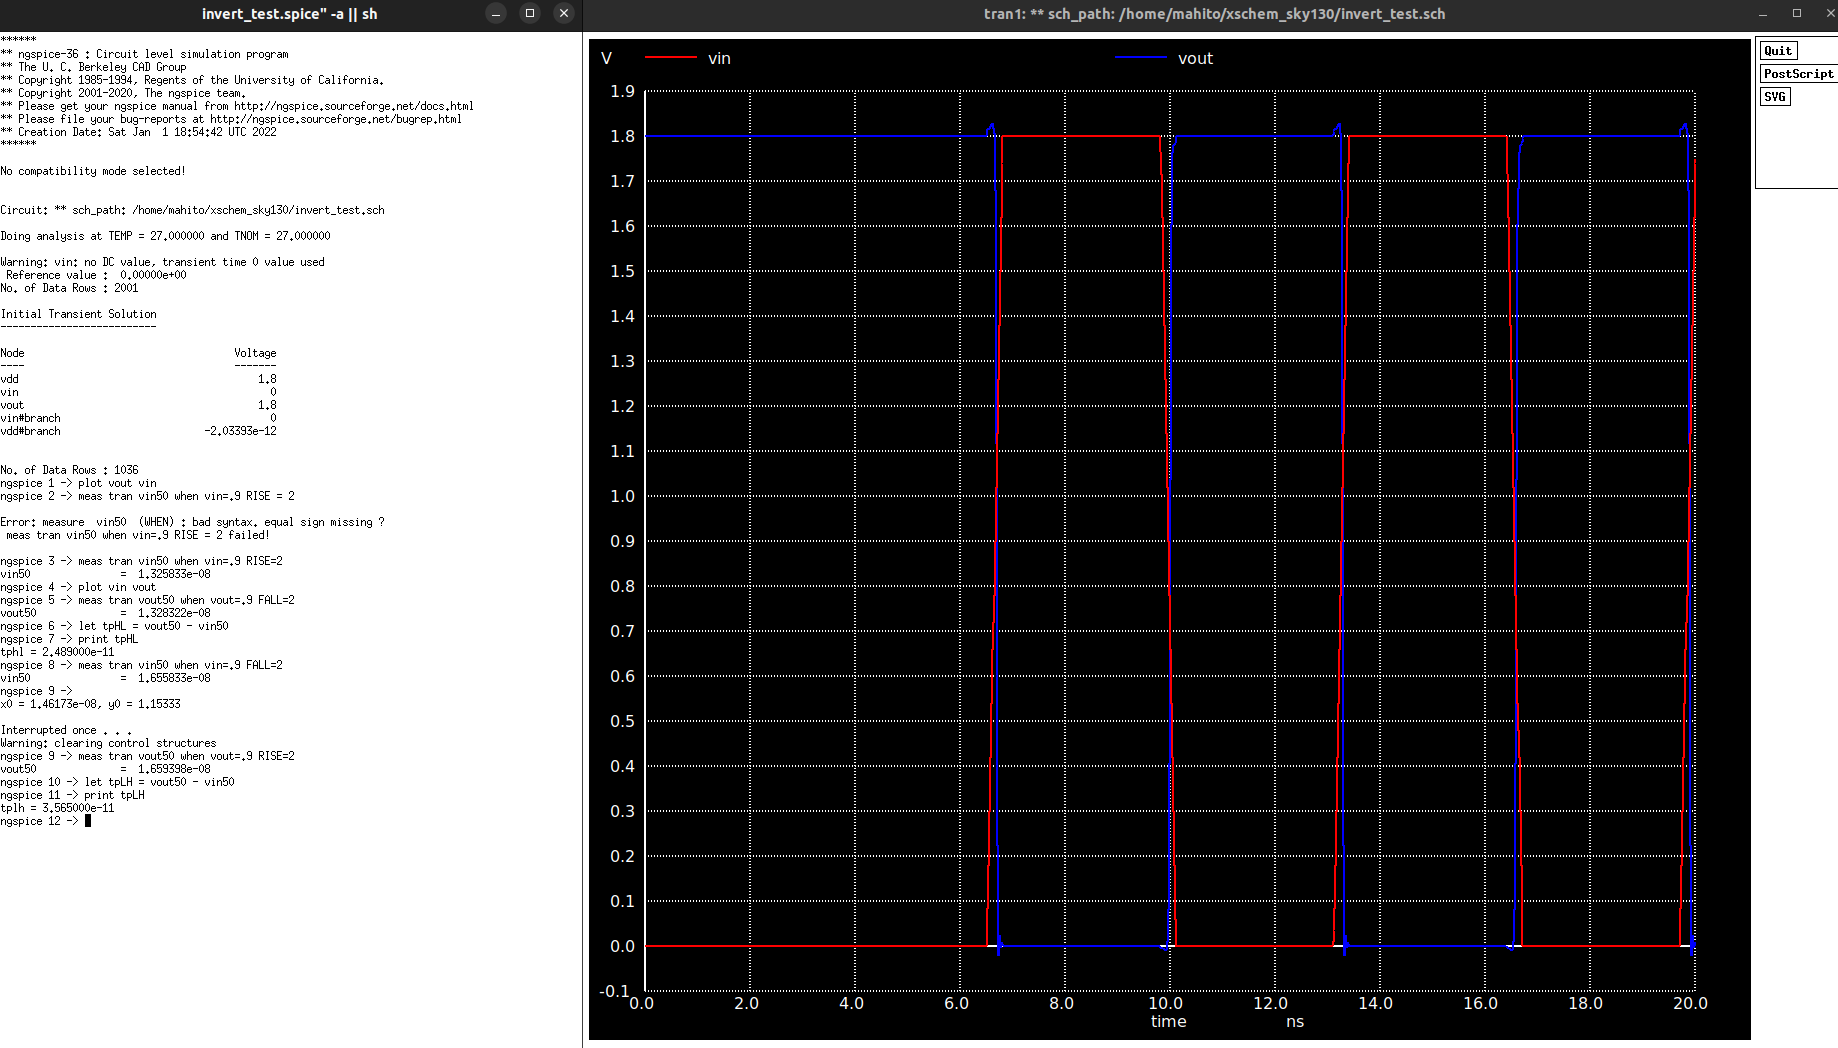 invert_test.spice" -a || sh
******
** ngspice-36 : Circuit level simulation program
** The U. C. Berkeley CAD Group
** Copyright 1985-1994, Regents of the University of California.
** Copyright 2001-2020, The ngspice team.
** Please get your ngspice manual from http://ngspice.sourceforge.net/docs.html
** Please file your bug-reports at http://ngspice.sourceforge.net/bugrep.html
** Creation Date: Sat Jan  1 18:54:42 UTC 2022
******
No compatibility mode selected!
Circuit: ** sch_path: /home/mahito/xschem_sky130/invert_test.sch
Doing analysis at TEMP = 27.000000 and TNOM = 27.000000
Warning: vin: no DC value, transient time 0 value used
Reference value :  0.00000e+00
No. of Data Rows : 2001
Initial Transient Solution
--------------------------
Node Voltage
---- -------
vdd 1.8
vin 0
vout 1.8
vin#branch 0
vdd#branch -2.03393e-12
No. of Data Rows : 1036
ngspice 1 -> plot vout vin
ngspice 2 -> meas tran vin50 when vin=.9 RISE = 2
Error: measure  vin50  (WHEN) : bad syntax. equal sign missing ?
meas tran vin50 when vin=.9 RISE = 2 failed!
ngspice 3 -> meas tran vin50 when vin=.9 RISE=2
vin50 =  1.325833e-08
ngspice 4 -> plot vin vout
ngspice 5 -> meas tran vout50 when vout=.9 FALL=2
vout50 =  1.328322e-08
ngspice 6 -> let tpHL = vout50 - vin50
ngspice 7 -> print tpHL
tphl = 2.489000e-11
ngspice 8 -> meas tran vin50 when vin=.9 FALL=2
vin50 =  1.655833e-08
ngspice 9 ->
x0 = 1.46173e-08, y0 = 1.15333
Interrupted once . . .
Warning: clearing control structures
ngspice 9 -> meas tran vout50 when vout=.9 RISE=2
vout50 =  1.659398e-08
ngspice 10 -> let tpLH = vout50 - vin50
ngspice 11 -> print tpLH
tplh = 3.565000e-11
ngspice 12 ->
tran1: ** sch_path: /home/mahito/xschem_sky130/invert_test.sch
V vin vout
1.9
1.8
1.7
1.6
1.5
1.4
1.3
1.2
1.1
1.0
0.9
0.8
0.7
0.6
0.5
0.4
0.3
0.2
0.1
0.0
-0.1
0.0 2.0 4.0 6.0 8.0 10.0 12.0 14.0 16.0 18.0 20.0
time ns
Quit
PostScript
SVG